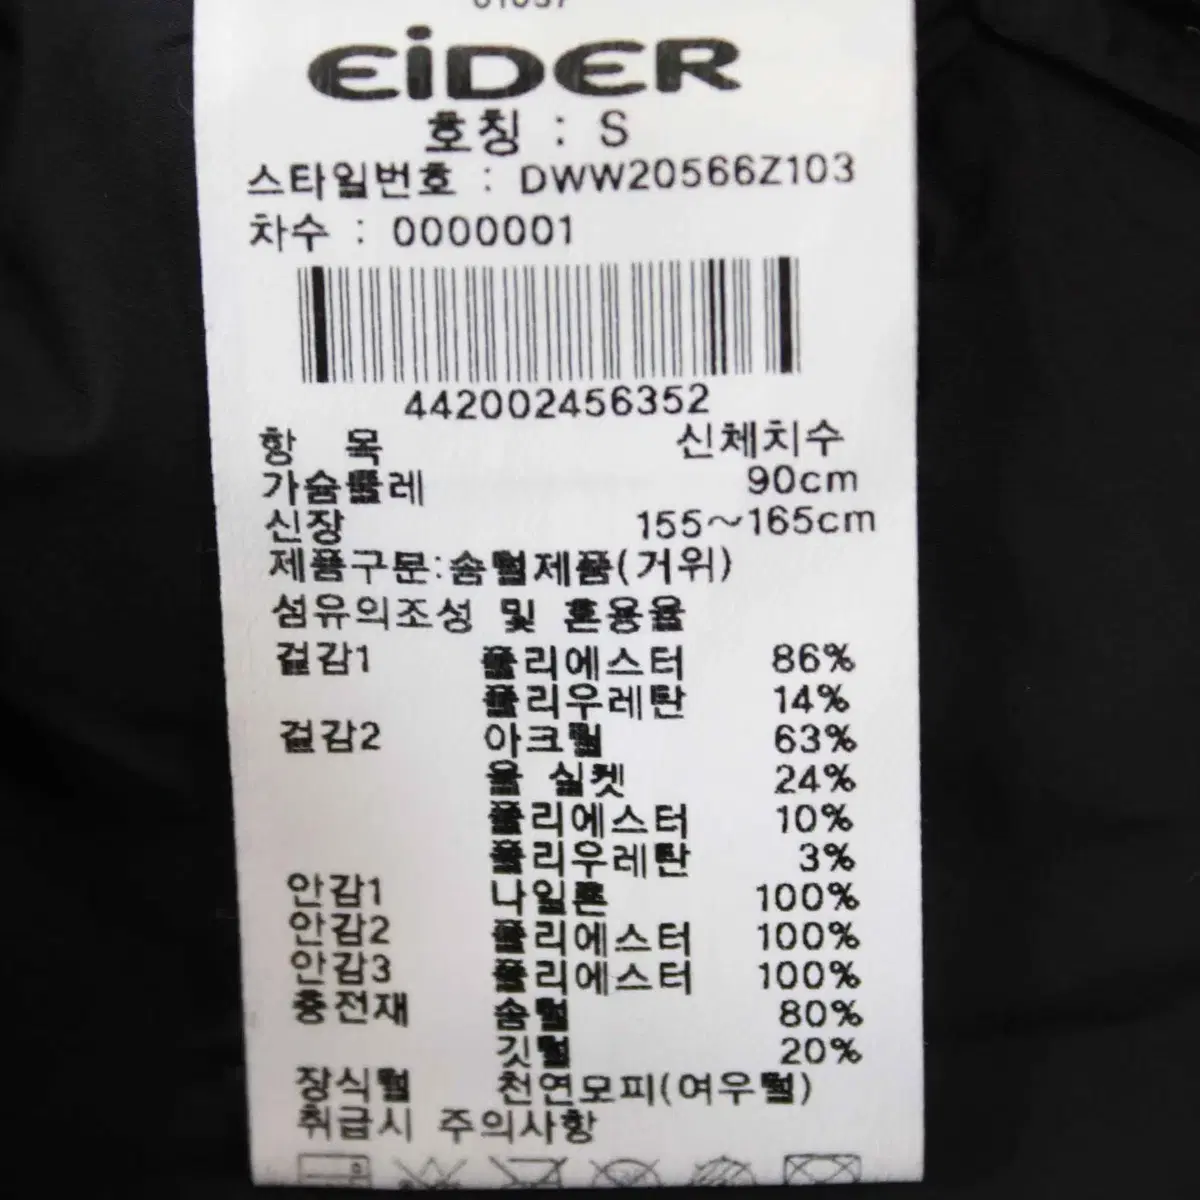 EiDER
호칭 : S
스타일번호 : DWW20566Z103
차수 : 0000001
442002456352
항 목 신체치수
가슴둘레 90cm
신장 155~165cm
제품구분:솜털제품(거위)
섬유의조성 및 혼용율
겉감1 폴리에스터 86%
폴리우레탄 14%
겉감2 아크릴 63%
울 실켓 24%
폴리에스터 10%
폴리우레탄 3%
안감1 나일론 100%
안감2 폴리에스터 100%
안감3 폴리에스터 100%
충전재 솜털 80%
깃털 20%
장식털 천연모피(여우털)
취급시 주의사항